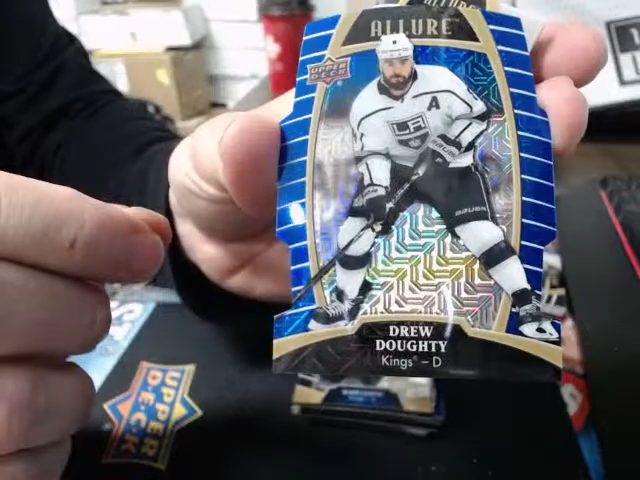 ALLURE
UPPER
DECK
A
LA
BAUER
DREW
DOUGHTY
Kings® – D
UPPER
DECK